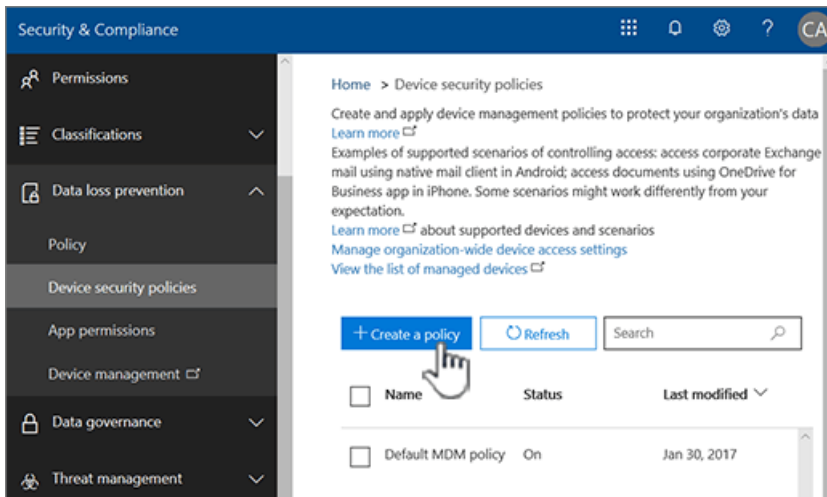 Security & Compliance
?
CA
Permissions
Classifications
Data loss prevention
Policy
Device security policies
App permissions
Device management
Data governance
Threat management
Home > Device security policies
Create and apply device management policies to protect your organization's data
Learn more
Examples of supported scenarios of controlling access: access corporate Exchange
mail using native mail client in Android; access documents using OneDrive for
Business app in iPhone. Some scenarios might work differently from your
expectation.
Learn more about supported devices and scenarios
Manage organization-wide device access settings
View the list of managed devices
+ Create a policy
Refresh
Search
Name Status Last modified
Default MDM policy On Jan 30, 2017